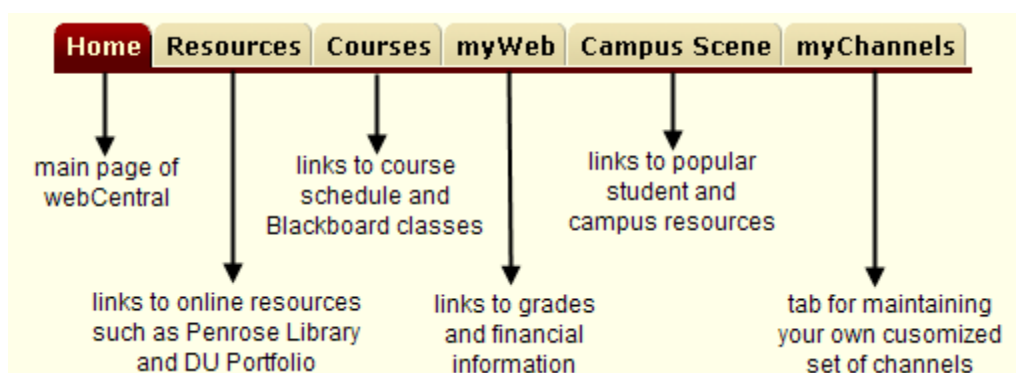 Home Resources Courses myWeb Campus Scene myChannels
main page of
webCentral
links to online resources
such as Penrose Library
and DU Portfolio
links to course
schedule and
Blackboard classes
links to grades
and financial
information
links to popular
student and
campus resources
tab for maintaining
your own cusomized
set of channels